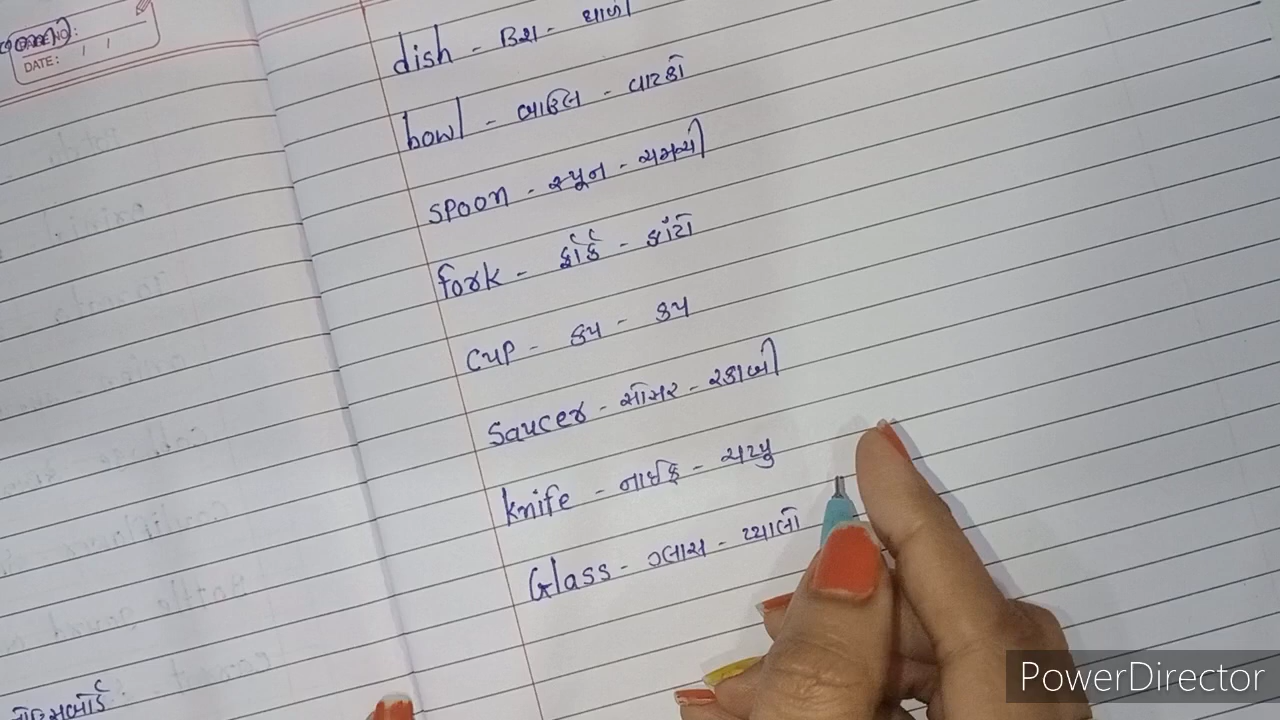 DATE: / /
dish - ડિશ - થાળી
bowl - બાઉલ - વાટકો
spoon - સ્પૂન - ચમચી
fork - ફોર્ક - કાંટો
cup - કપ - કપ
saucer - સોસર - રકાબી
knife - નાઈફ - ચપ્પુ
Glass - ગ્લાસ - પ્યાલો
PowerDirector